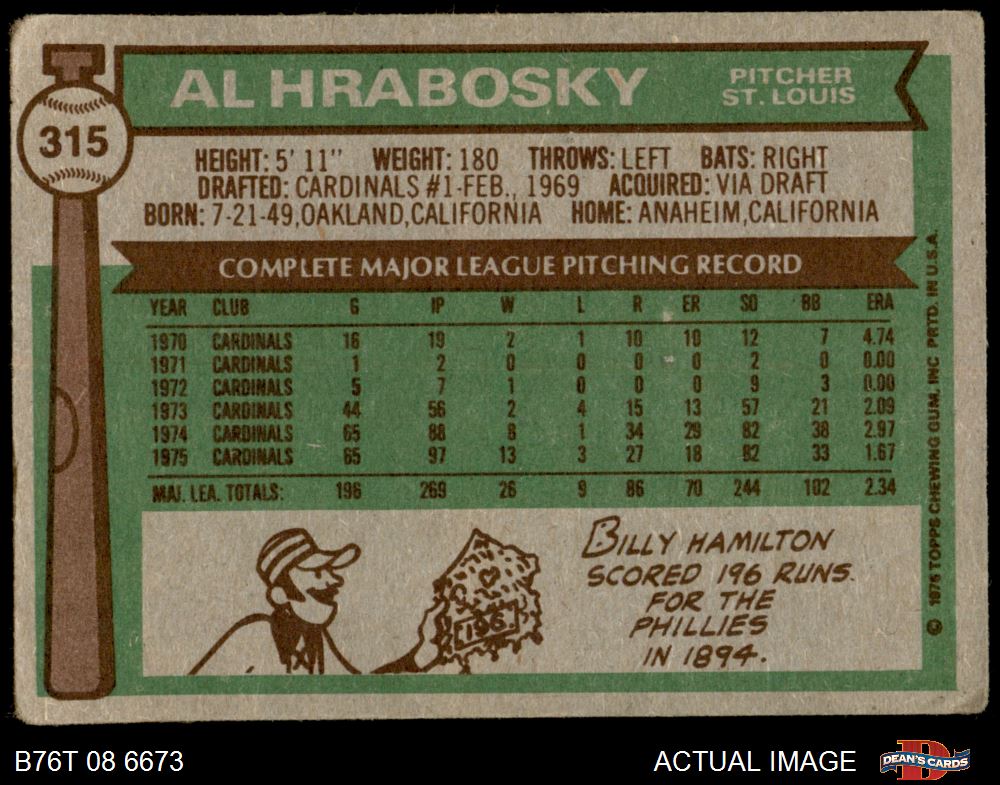 315
AL HRABOSKY
PITCHER
ST. LOUIS
HEIGHT: 5' 11" WEIGHT: 180 THROWS: LEFT BATS: RIGHT
DRAFTED: CARDINALS #1-FEB., 1969 ACQUIRED: VIA DRAFT
BORN: 7-21-49, OAKLAND, CALIFORNIA HOME: ANAHEIM, CALIFORNIA
COMPLETE MAJOR LEAGUE PITCHING RECORD
YEAR CLUB G IP W L R ER SO BB ERA
1970 CARDINALS 16 19 2 1 10 10 12 7 4.74
1971 CARDINALS 1 2 0 0 0 0 2 0 0.00
1972 CARDINALS 5 7 1 0 0 0 9 3 0.00
1973 CARDINALS 44 56 2 4 15 13 57 21 2.09
1974 CARDINALS 65 88 8 1 34 29 82 38 2.97
1975 CARDINALS 65 97 13 3 27 18 82 33 1.67
MAJ. LEA. TOTALS: 196 269 26 9 86 70 244 102 2.34
196
BILLY HAMILTON
SCORED 196 RUNS
FOR THE
PHILLIES
IN 1894.
© 1976 TOPPS CHEWING GUM, INC. PRTD. IN U.S.A.
B76T 08 6673
ACTUAL IMAGE
D
DEAN'S CARDS